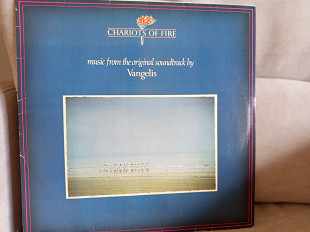 CHARIOTS OF FIRE
music from the original soundtrack by
Vangelis